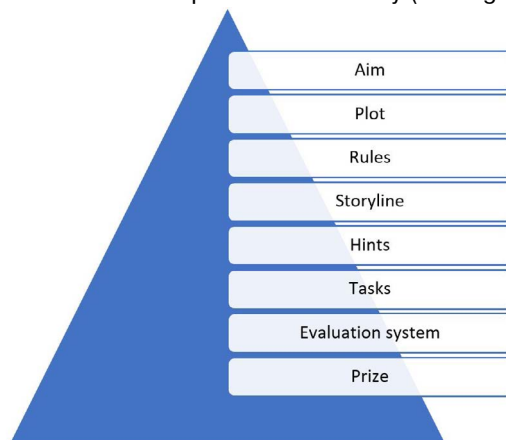 Aim
Plot
Rules
Storyline
Hints
Tasks
Evaluation system
Prize